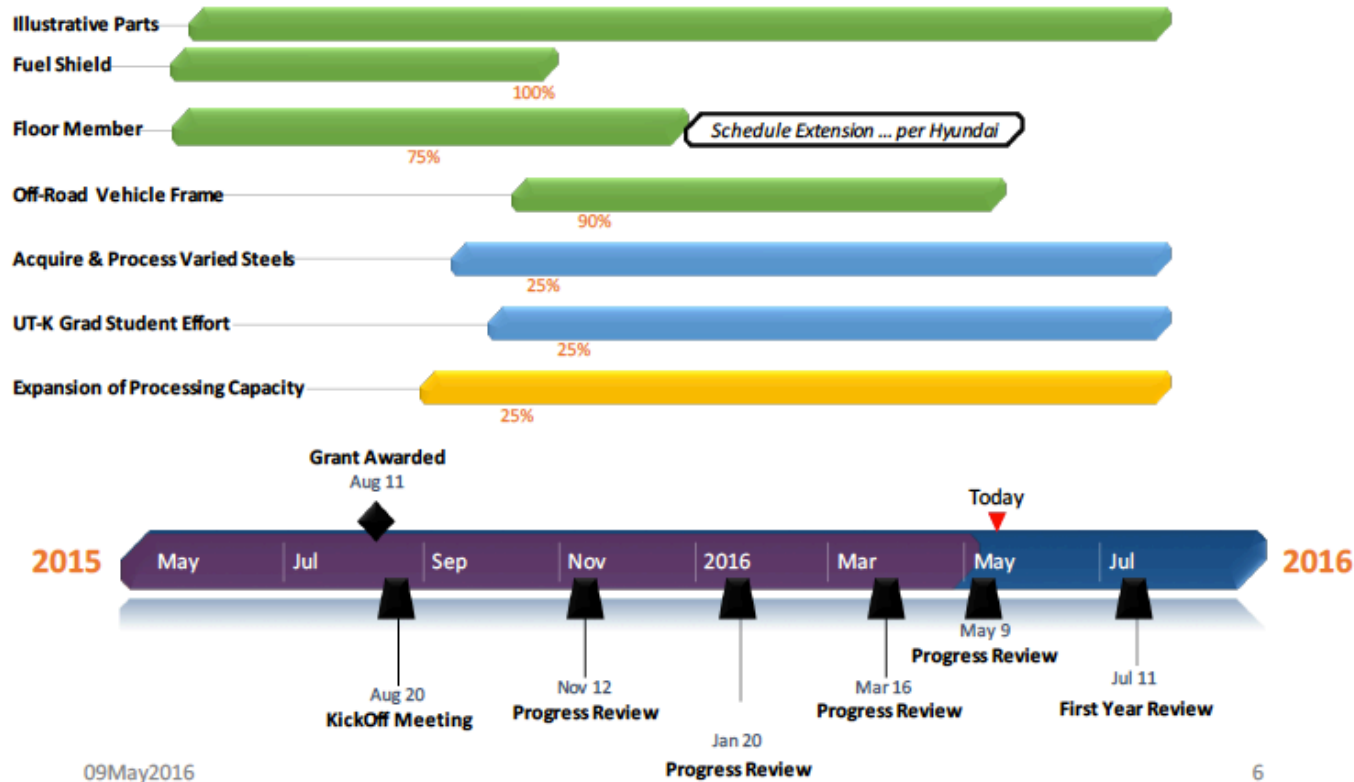 Illustrative Parts
Fuel Shield
100%
Floor Member
Schedule Extension ... per Hyundai
75%
Off-Road Vehicle Frame
90%
Acquire & Process Varied Steels
25%
UT-K Grad Student Effort
25%
Expansion of Processing Capacity
25%
Grant Awarded
Aug 11
Today
2015 May Jul Sep Nov 2016 Mar May Jul 2016
Aug 20
KickOff Meeting
Nov 12
Progress Review
Jan 20
Progress Review
Mar 16
Progress Review
May 9
Progress Review
Jul 11
First Year Review
09May2016
6